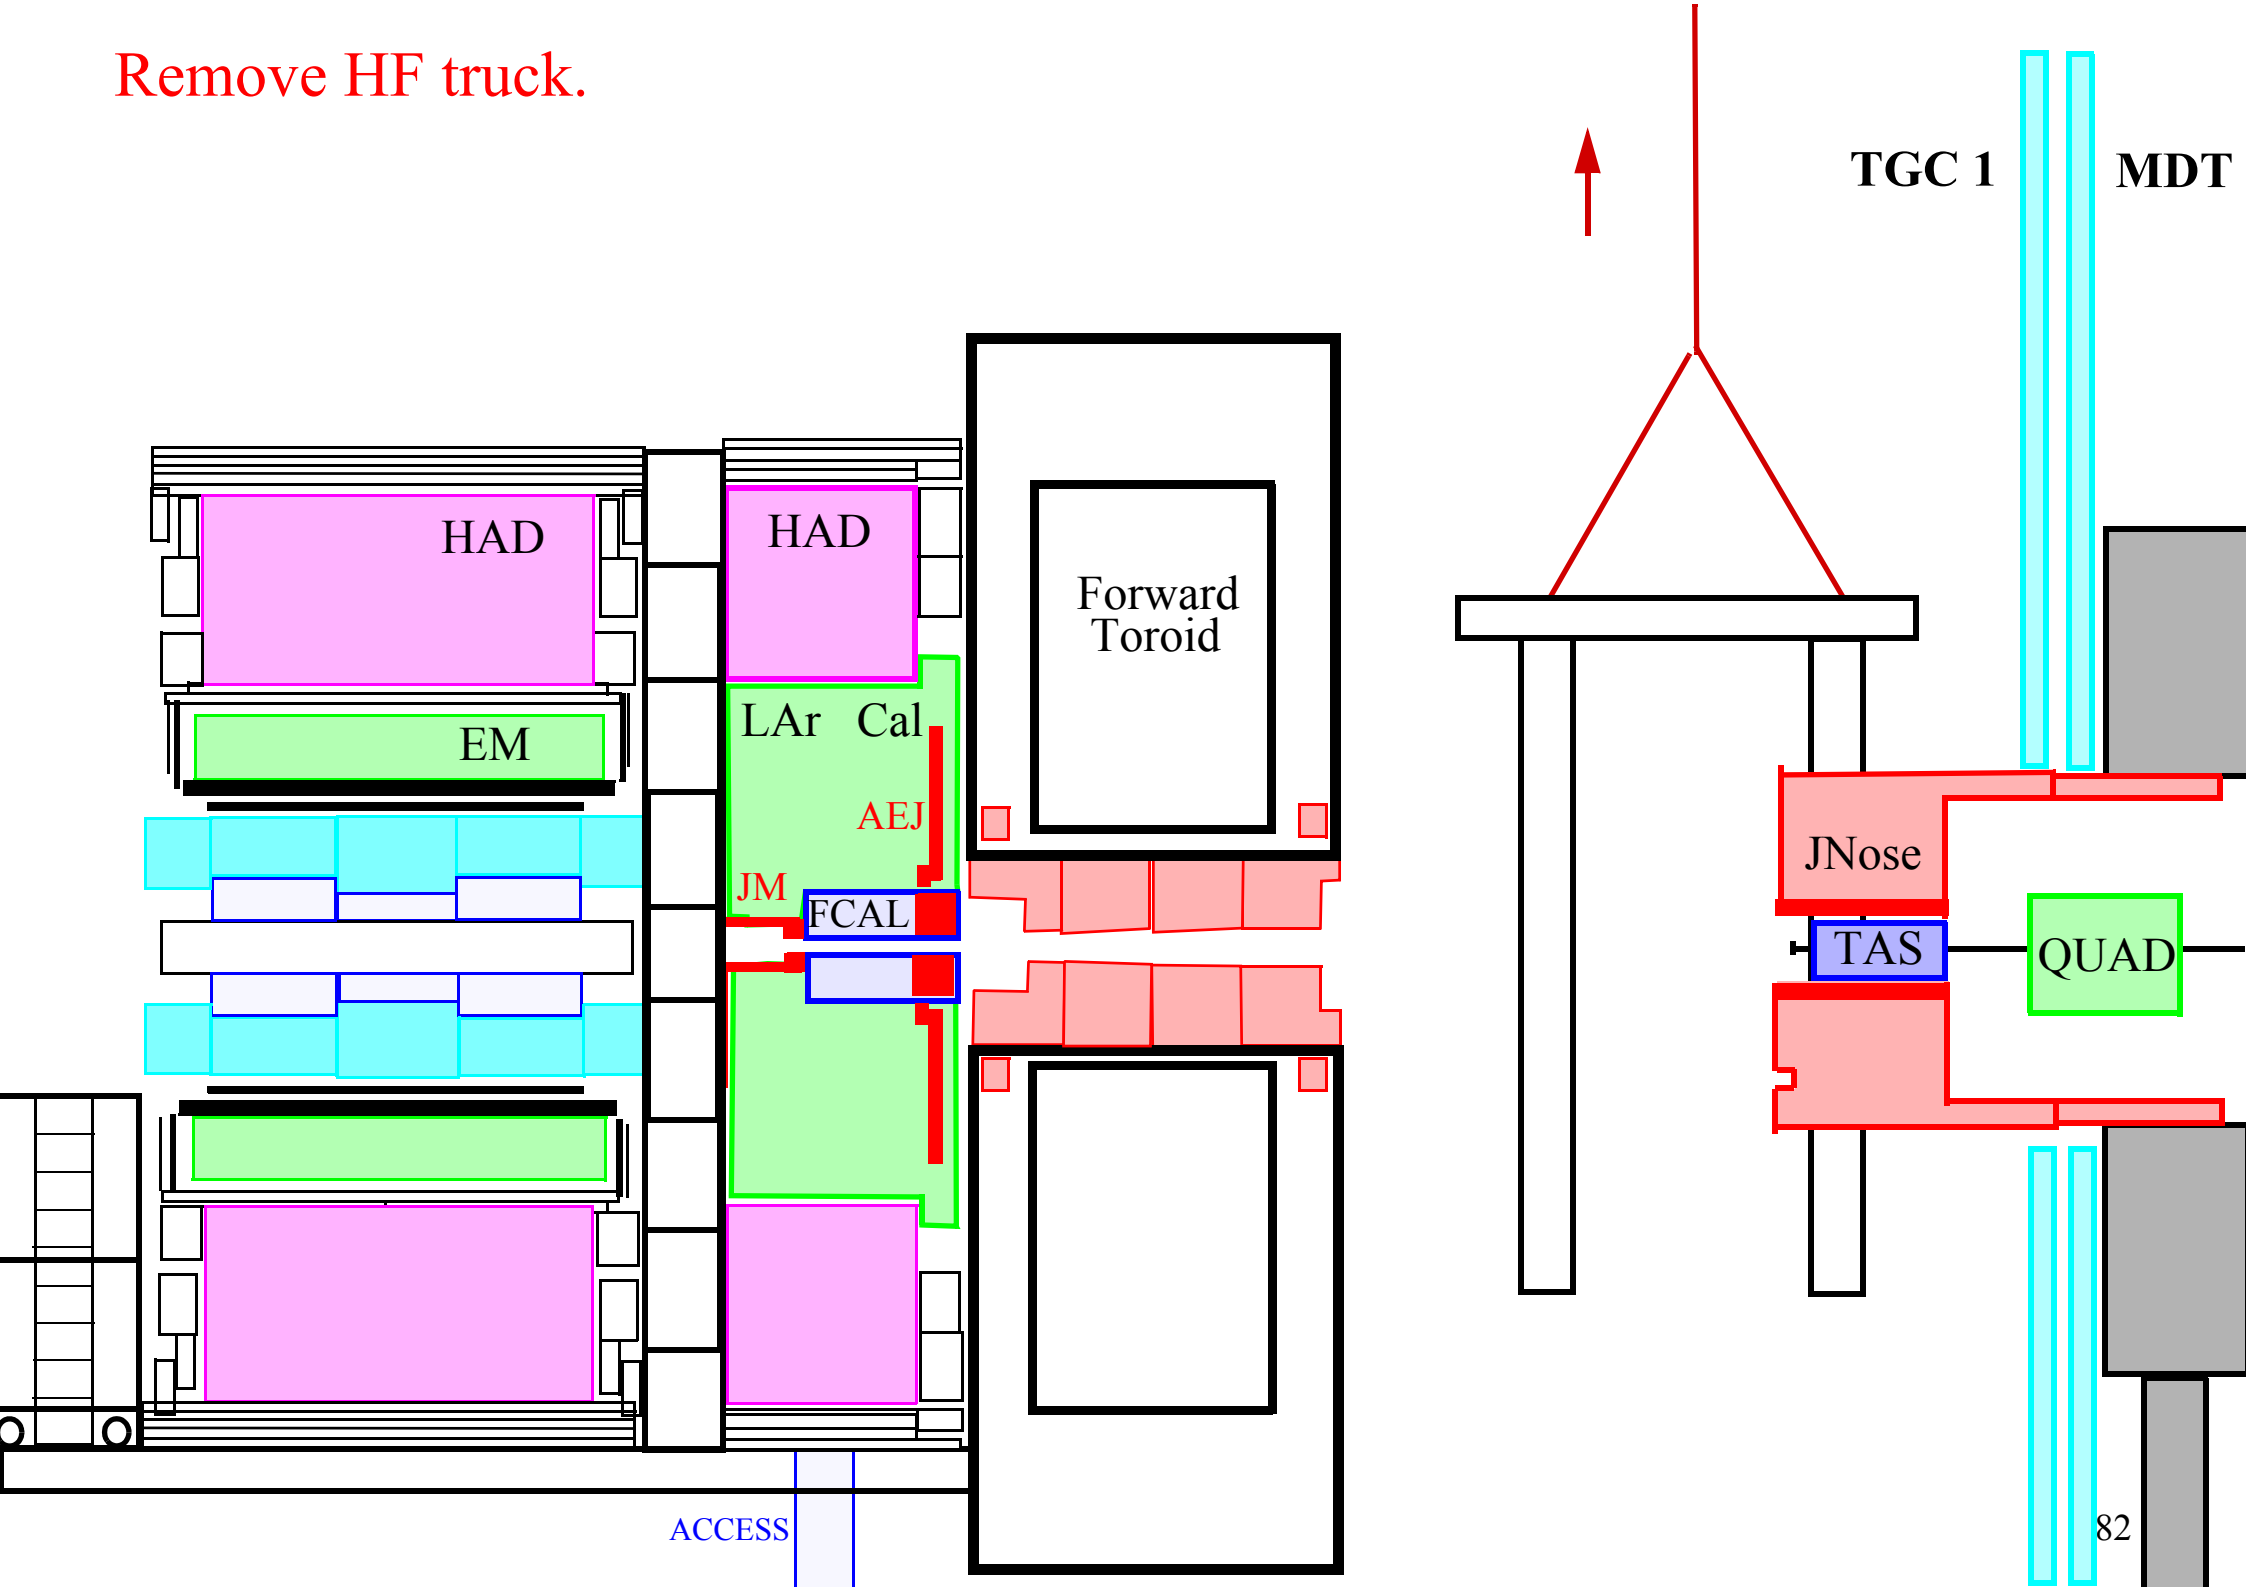 Remove HF truck.
TGC 1
MDT
HAD
HAD
Forward
Toroid
LAr Cal
EM
AEJ
JNose
JM
FCAL
TAS
QUAD
ACCESS
82